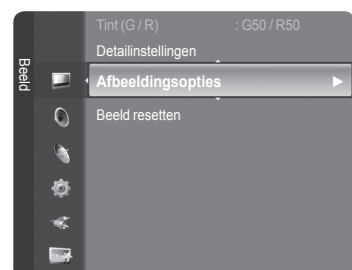 Beeld
Tint (G / R) : G50 / R50
Detailinstellingen
Afbeeldingsopties
Beeld resetten